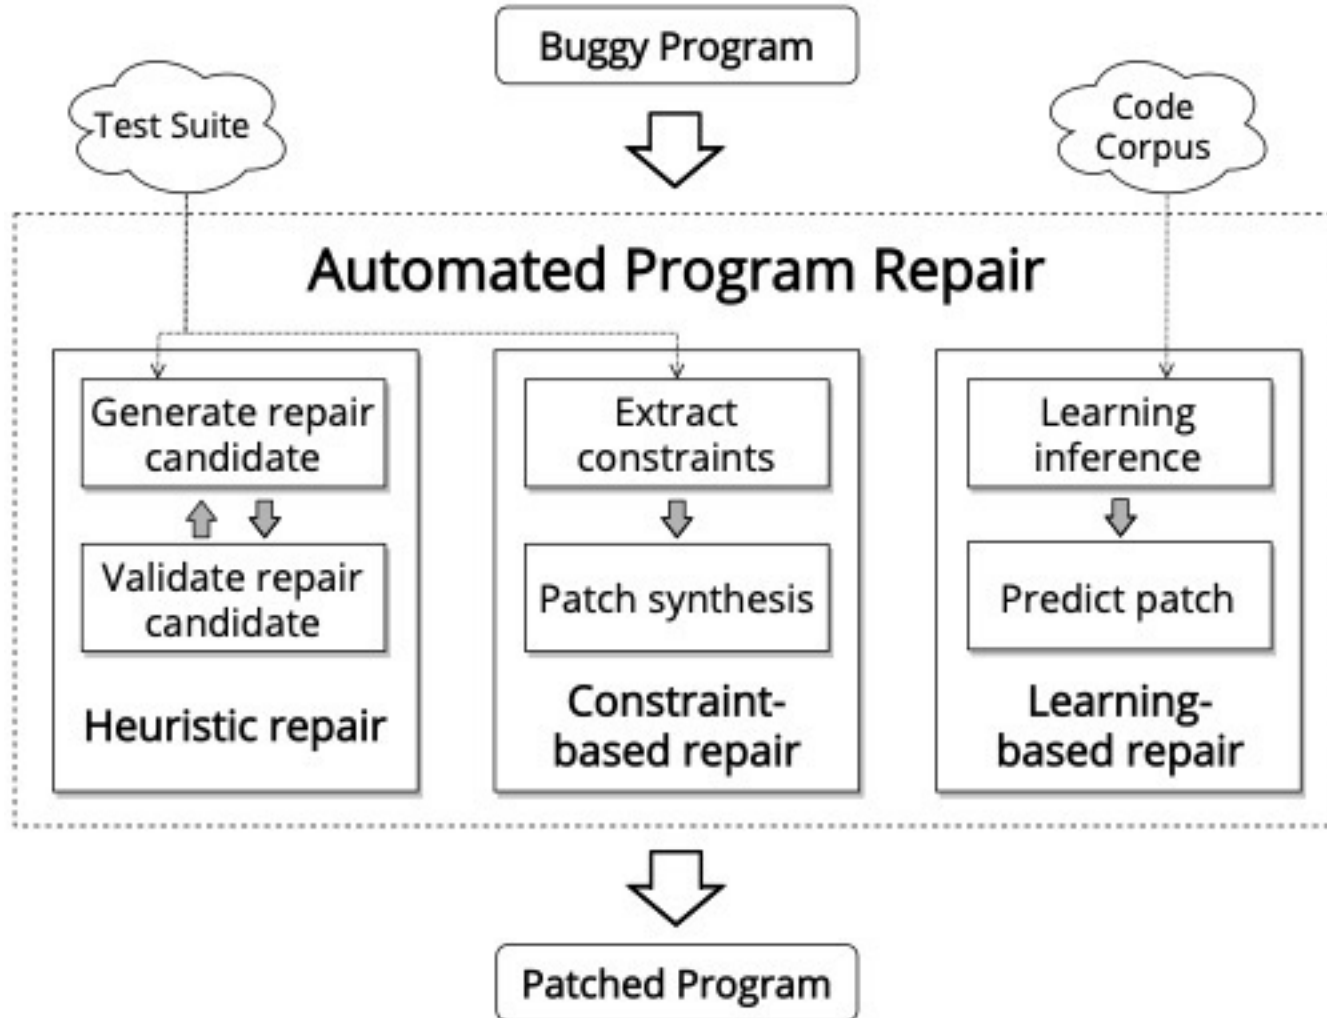 Buggy Program
Test Suite
Code
Corpus
Automated Program Repair
Generate repair
candidate
Validate repair
candidate
Heuristic repair
Extract
constraints
Patch synthesis
Constraint-
based repair
Learning
inference
Predict patch
Learning-
based repair
Patched Program